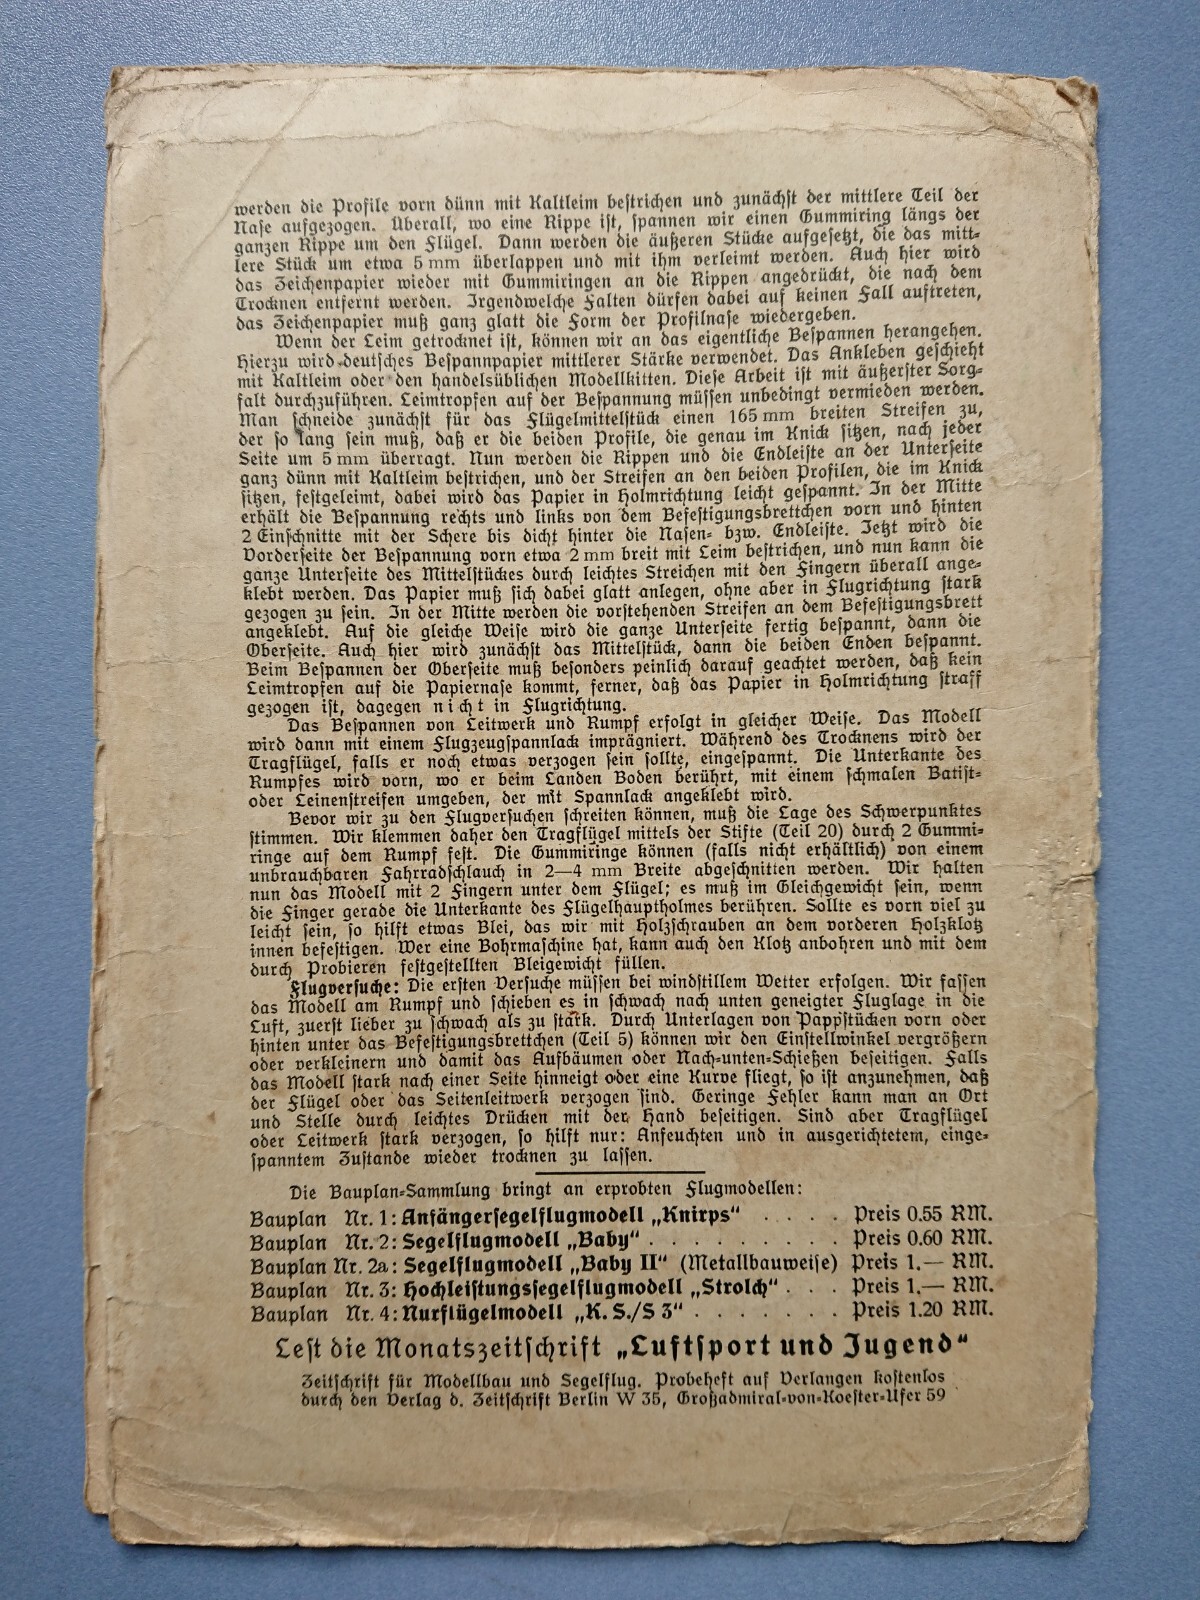 werden die Profile vorn dünn mit Kaltleim bestrichen und zunächst der mittlere Teil der
Nase aufgezogen. Überall, wo eine Rippe ist, spannen wir einen Gummiring längs der
ganzen Rippe um den Flügel. Dann werden die äußeren Stücke aufgesetzt, die das mitt-
lere Stück um etwa 5 mm überlappen und mit ihm verleimt werden. Auch hier wird
das Zeichenpapier wieder mit Gummiringen an die Rippen angedrückt, die nach dem
Trocknen entfernt werden. Irgendwelche Falten dürfen dabei auf keinen Fall auftreten,
das Zeichenpapier muß ganz glatt die Form der Profilnase wiedergeben.
Wenn der Leim getrocknet ist, können wir an das eigentliche Bespannen herangehen.
Hierzu wird deutsches Bespannpapier mittlerer Stärke verwendet. Das Ankleben geschieht
mit Kaltleim oder den handelsüblichen Modellkitten. Diese Arbeit ist mit äußerster Sorg-
falt durchzuführen. Leimtropfen auf der Bespannung müssen unbedingt vermieden werden.
Man schneide zunächst für das Flügelmittelstück einen 165 mm breiten Streifen zu,
der so lang sein muß, daß er die beiden Profile, die genau im Knick sitzen, nach jeder
Seite um 5 mm überragt. Nun werden die Rippen und die Endleiste an der Unterseite
ganz dünn mit Kaltleim bestrichen, und der Streifen an den beiden Profilen, die im Knick
sitzen, festgeleimt, dabei wird das Papier in Holmrichtung leicht gespannt. In der Mitte
erhält die Bespannung rechts und links von dem Befestigungsbrettchen vorn und hinten
2 Einschnitte mit der Schere bis dicht hinter die Nasen- bzw. Endleiste. Jetzt wird die
Vorderseite der Bespannung vorn etwa 2 mm breit mit Leim bestrichen, und nun kann die
ganze Unterseite des Mittelstückes durch leichtes Streichen mit den Fingern überall ange-
klebt werden. Das Papier muß sich dabei glatt anlegen, ohne aber in Flugrichtung stark
gezogen zu sein. In der Mitte werden die vorstehenden Streifen an dem Befestigungsbrett
angeklebt. Auf die gleiche Weise wird die ganze Unterseite fertig bespannt, dann die
Oberseite. Auch hier wird zunächst das Mittelstück, dann die beiden Enden bespannt.
Beim Bespannen der Oberseite muß besonders peinlich darauf geachtet werden, daß kein
Leimtropfen auf die Papiernase kommt, ferner, daß das Papier in Holmrichtung straff
gezogen ist, dagegen nicht in Flugrichtung.
Das Bespannen von Leitwerk und Rumpf erfolgt in gleicher Weise. Das Modell
wird dann mit einem Flugzeugspannlack imprägniert. Während des Trocknens wird der
Tragflügel, falls er noch etwas verzogen sein sollte, eingespannt. Die Unterkante des
Rumpfes wird vorn, wo er beim Landen Boden berührt, mit einem schmalen Batist-
oder Leinenstreifen umgeben, der mit Spannlack angeklebt wird.
Bevor wir zu den Flugversuchen schreiten können, muß die Lage des Schwerpunktes
stimmen. Wir klemmen daher den Tragflügel mittels der Stifte (Teil 20) durch 2 Gummi-
ringe auf dem Rumpf fest. Die Gummiringe können (falls nicht erhältlich) von einem
unbrauchbaren Fahrradschlauch in 2—4 mm Breite abgeschnitten werden. Wir halten
nun das Modell mit 2 Fingern unter dem Flügel; es muß im Gleichgewicht sein, wenn
die Finger gerade die Unterkante des Flügelhauptholmes berühren. Sollte es vorn viel zu
leicht sein, so hilft etwas Blei, das wir mit Holzschrauben an dem vorderen Holzklotz
innen befestigen. Wer eine Bohrmaschine hat, kann auch den Klotz anbohren und mit dem
durch Probieren festgestellten Bleigewicht füllen.
Flugversuche: Die ersten Versuche müssen bei windstillem Wetter erfolgen. Wir fassen
das Modell am Rumpf und schieben es in schwach nach unten geneigter Fluglage in die
Luft, zuerst lieber zu schwach als zu stark. Durch Unterlagen von Pappstücken vorn oder
hinten unter das Befestigungsbrettchen (Teil 5) können wir den Einstellwinkel vergrößern
oder verkleinern und damit das Aufbäumen oder Nach-unten-Schießen beseitigen. Falls
das Modell stark nach einer Seite hinneigt oder eine Kurve fliegt, so ist anzunehmen, daß
der Flügel oder das Seitenleitwerk verzogen sind. Geringe Fehler kann man an Ort
und Stelle durch leichtes Drücken mit der Hand beseitigen. Sind aber Tragflügel
oder Leitwerk stark verzogen, so hilft nur: Anfeuchten und in ausgerichtetem, einge-
spanntem Zustande wieder trocknen zu lassen.
Die Bauplan-Sammlung bringt an erprobten Flugmodellen:
Bauplan Nr. 1: Anfängersegelflugmodell „Knirps“ . . . . Preis 0.55 RM.
Bauplan Nr. 2: Segelflugmodell „Baby“ . . . . . . . . . Preis 0.60 RM.
Bauplan Nr. 2a: Segelflugmodell „Baby II“ (Metallbauweise) Preis 1.— RM.
Bauplan Nr. 3: Hochleistungssegelflugmodell „Strolch“ . . . Preis 1.— RM.
Bauplan Nr. 4: Nurflügelmodell „K. S./S 3“ . . . . . . . Preis 1.20 RM.
Lest die Monatszeitschrift „Luftsport und Jugend“
Zeitschrift für Modellbau und Segelflug. Probeheft auf Verlangen kostenlos
durch den Verlag d. Zeitschrift Berlin W 35, Großadmiral-von-Koester-Ufer 59